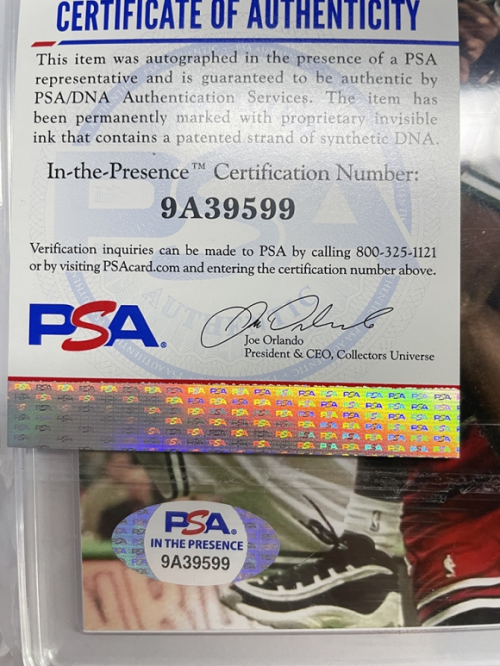 CERTIFICATE OF AUTHENTICITY
This item was autographed in the presence of a PSA
representative and is guaranteed to be authentic by
PSA/DNA Authentication Services. The item has
been permanently marked with proprietary invisible
ink that contains a patented strand of synthetic DNA.
In-the-Presence™ Certification Number:
9A39599
Verification inquiries can be made to PSA by calling 800-325-1121
or by visiting PSAcard.com and entering the certification number above.
PSA.
Joe Orlando
President & CEO, Collectors Universe
PSA.
IN THE PRESENCE
9A39599